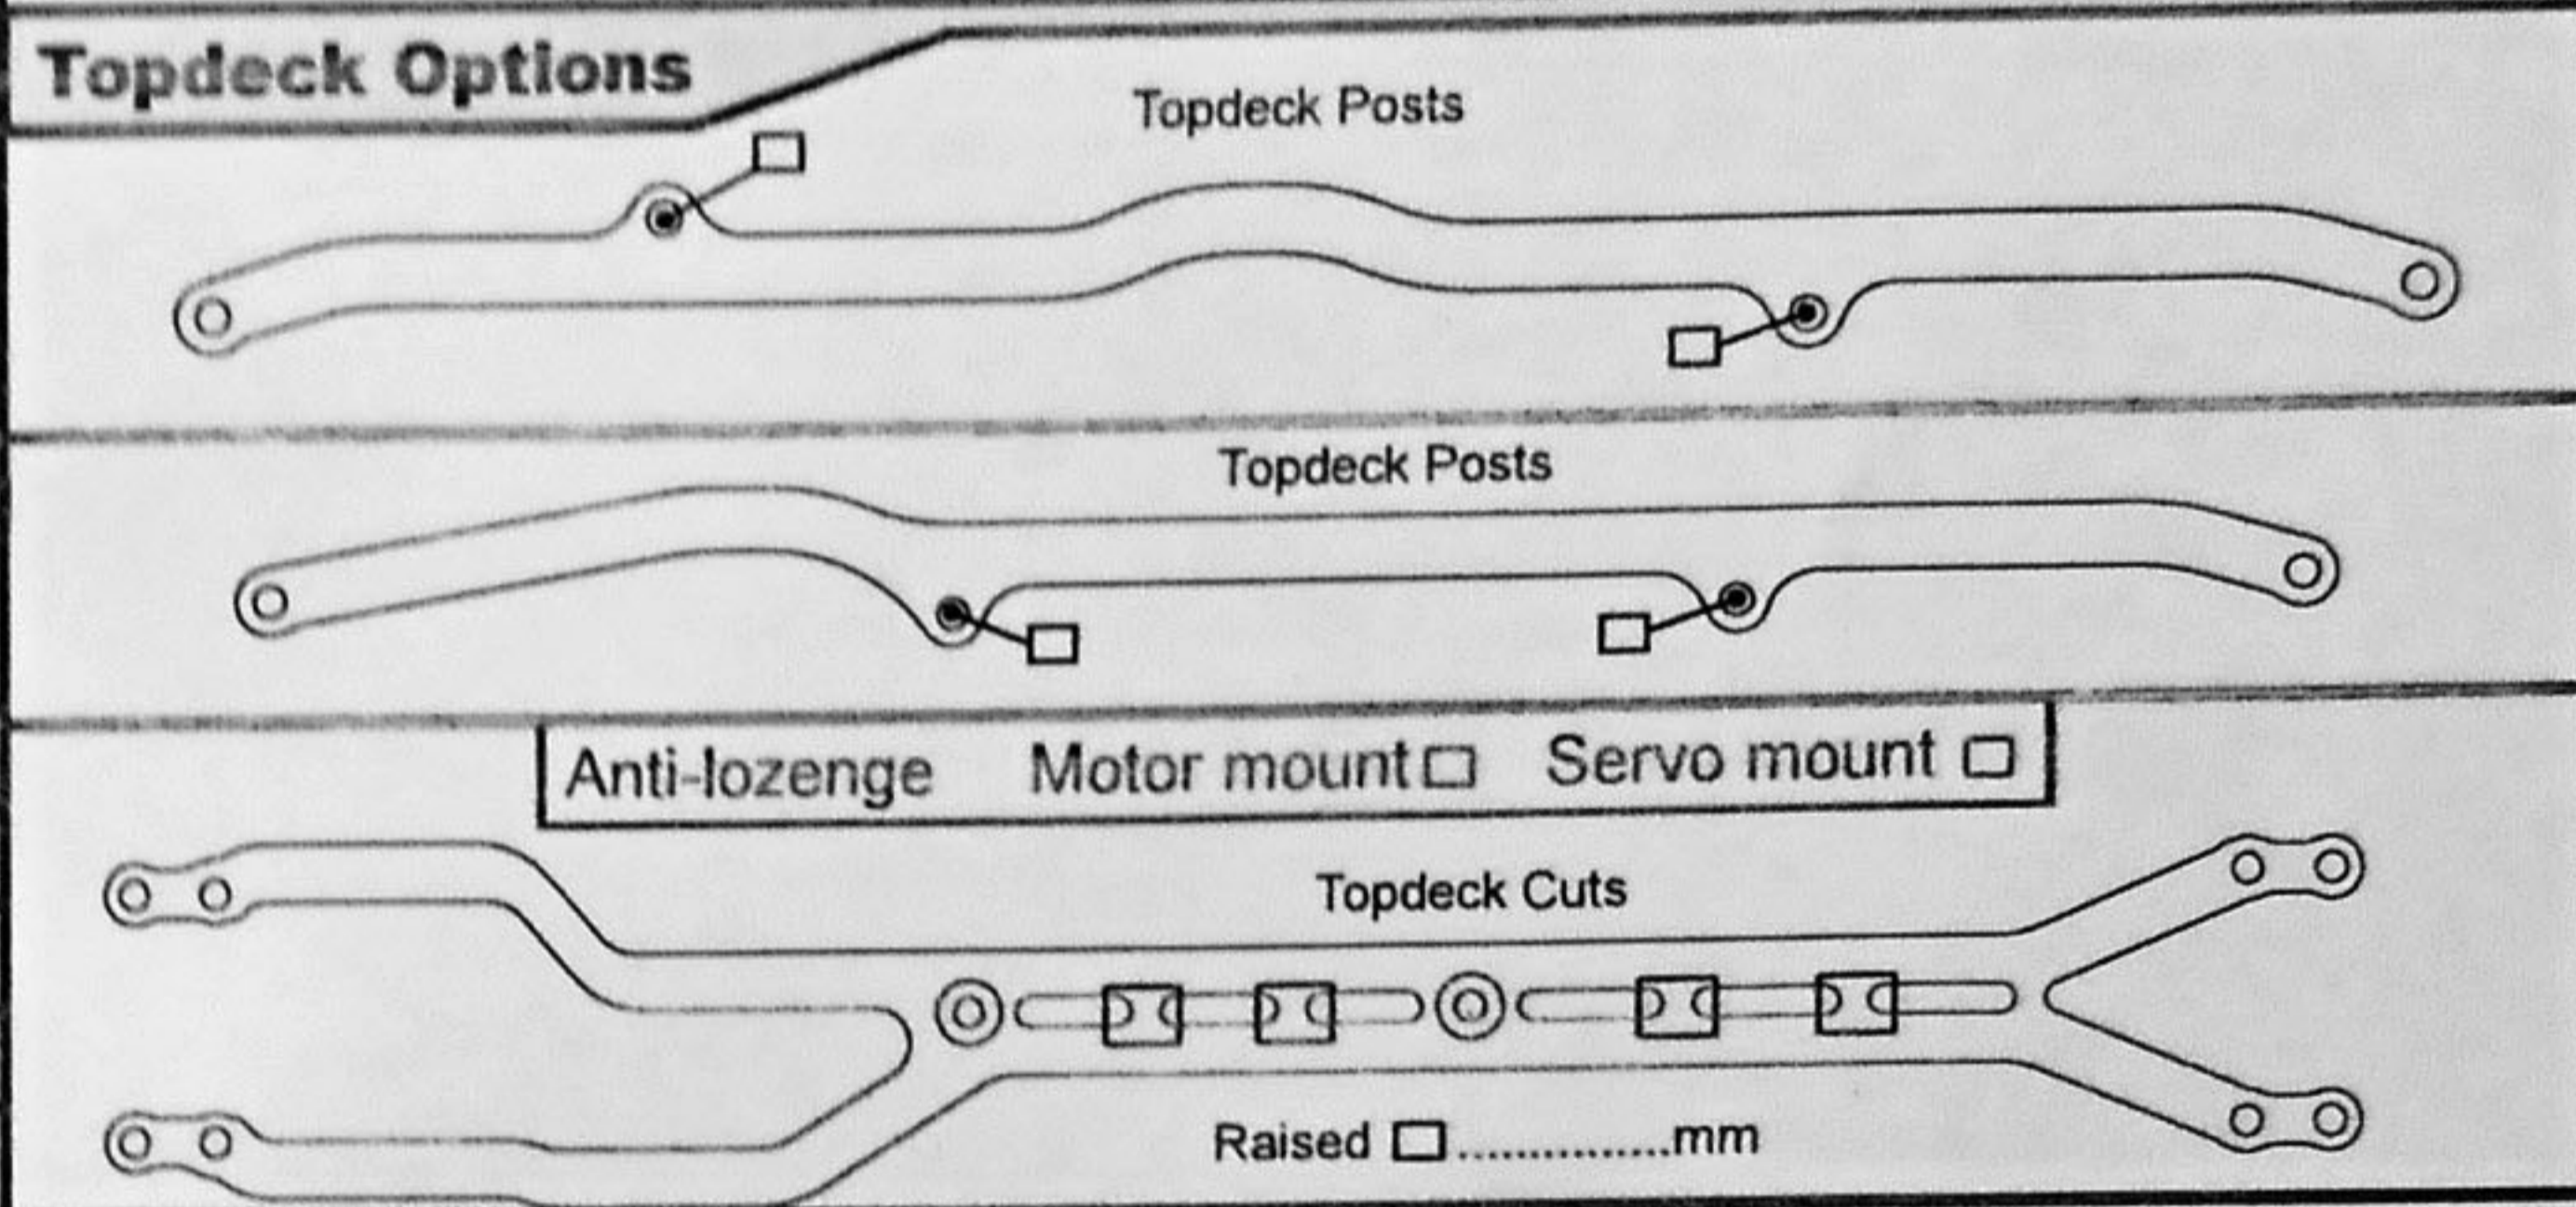 Topdeck Options
Topdeck Posts
Topdeck Posts
Anti-lozenge Motor mount □ Servo mount □
Topdeck Cuts
Raised □...............mm